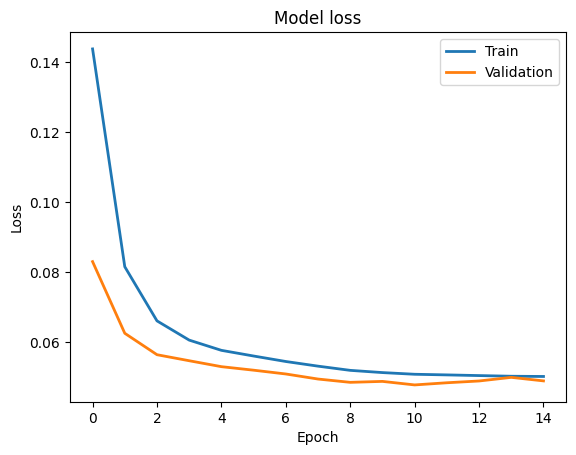 Model loss
Train
Validation
0.14
0.12
0.10
0.08
0.06
Loss
0 2 4 6 8 10 12 14
Epoch